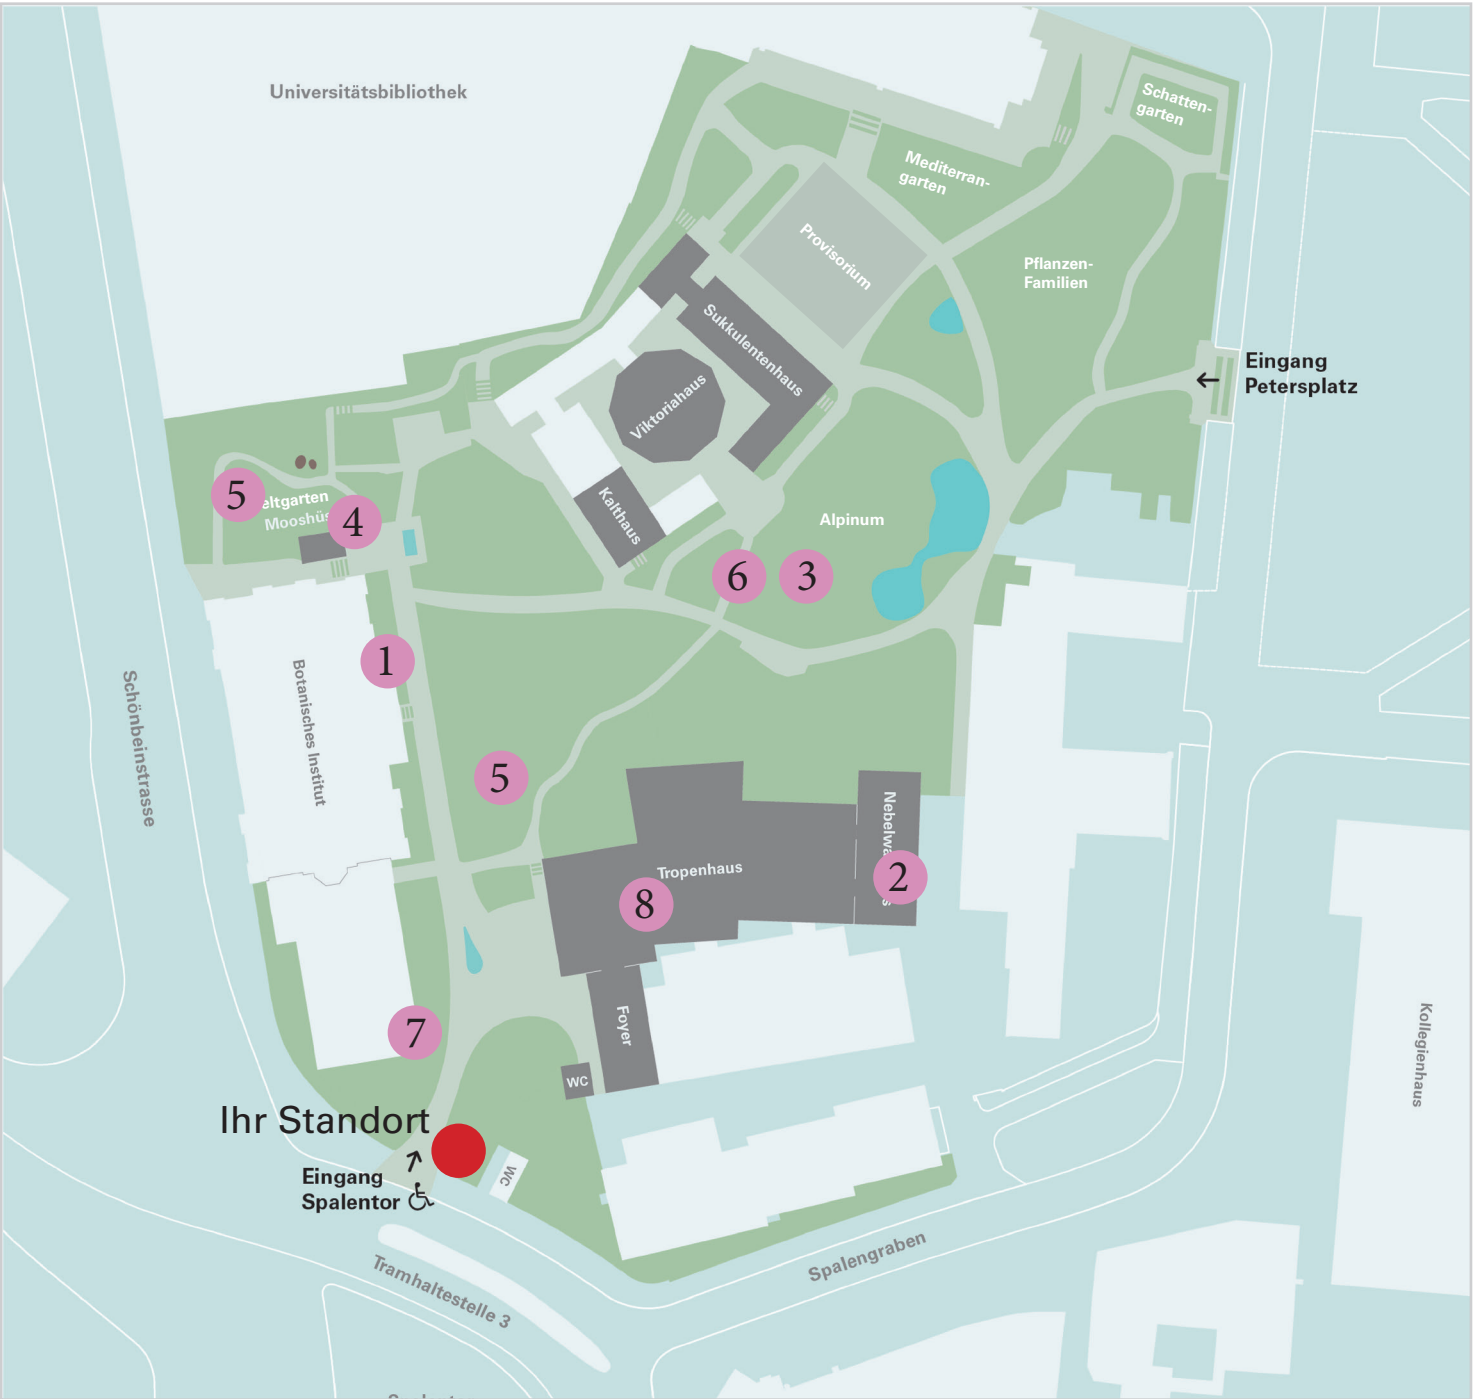 Universitätsbibliothek
Schatten-
garten
Mediterran-
garten
Provisorium
Pflanzen-
Familien
Sukkulentenhaus
Eingang
Petersplatz
Viktoriahaus
Kalthaus
5
eltgarten
4
Alpinum
6
3
Botanisches Institut
1
Schönbeinstrasse
5
Tropenhaus
2
8
Foyer
7
Kollegienhaus
WC
Ihr Standort
Eingang
Spalentor
WC
Spalengraben
Tramhaltestelle 3